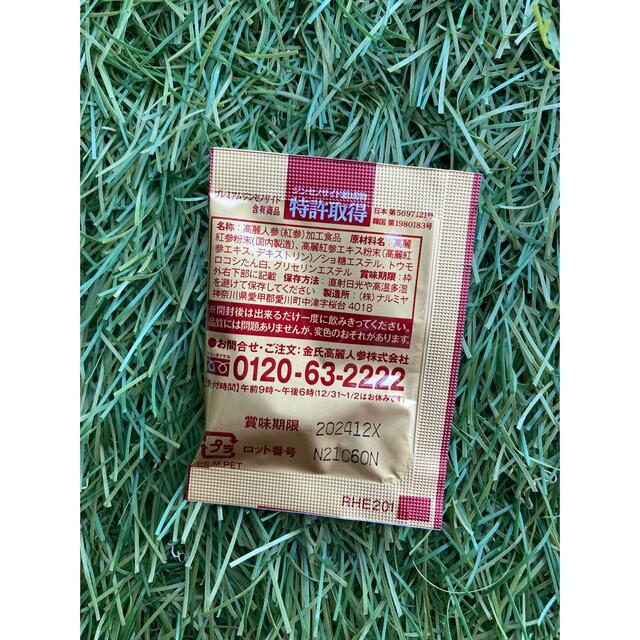 ジンセノサイド組成物
プレミアムジンセノサイド
含有商品
特許取得
日本 第5697121号
韓国 第1980183号
名称:高麗人参(紅参)加工食品 原材料名:高麗
紅参粉末(国内製造)、高麗紅参エキス粉末(高麗紅
参エキス、デキストリン)/ショ糖エステル、トウモ
ロコシたん白、グリセリンエステル 賞味期限:枠
外右下部に記載 保存方法:直射日光や高温多湿
を避けて保存してください 製造所:(株)ナルミヤ
神奈川県愛甲郡愛川町中津字桜台4018
※開封後は出来るだけ一度に飲みきってください。
品質には問題ありませんが、変色のおそれがあります。
●お問合せ・ご注文:金氏高麗人参株式会社
0120-63-2222
付時間】午前9時〜午後6時(12/31〜1/2はお休みです)
賞味期限 202412X
プラ
ロット番号 N21C60N
M,PET
RHE201